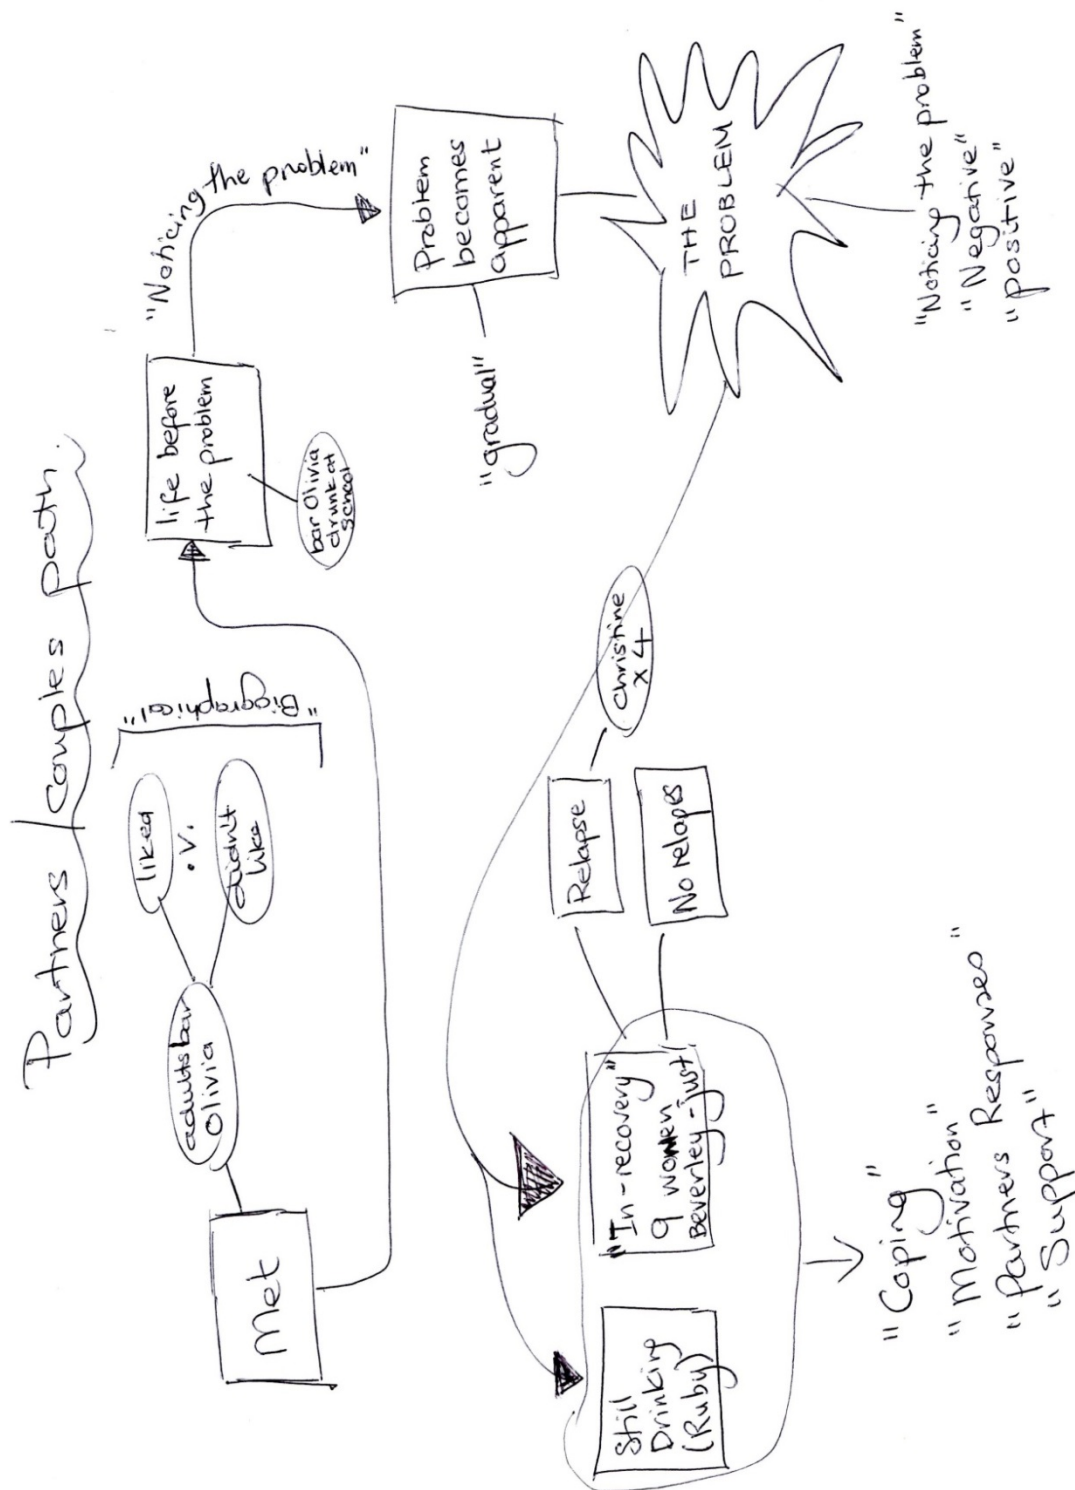 Partners / Couples path.
Met
adults bar
Olivia
liked
.v.
didn't
like
"Biographical"
life before
the problem
bar Olivia
drunk at
school
"Noticing the problem"
Problem
becomes
apparent
"gradual"
THE
PROBLEM
"Noticing the problem"
"Negative"
"positive"
Still
Drinking
(Ruby)
"In-recovery"
9 women
Beverley-just
Relapse
Christine
x 4
No relapes
"Coping"
"Motivation"
"Partners Responses"
"Support"